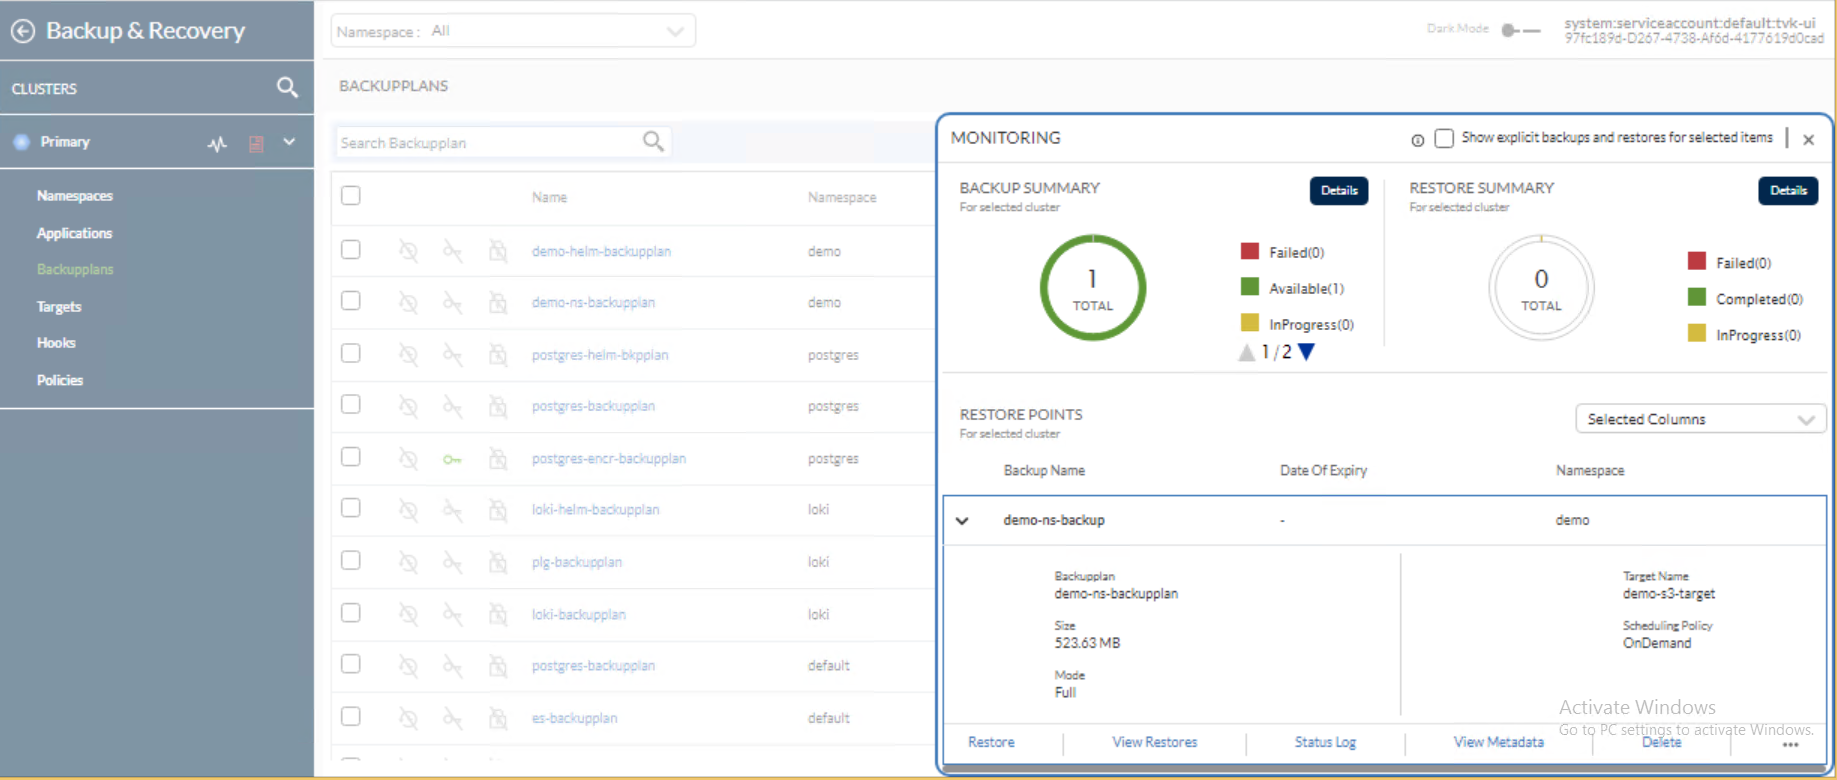 Backup & Recovery
CLUSTERS
Primary
Namespaces
Applications
Backupplans
Targets
Hooks
Policies
Namespace : All
Dark Mode
system:serviceaccount:default:tvk-ui
97fc189d-D267-4738-Af6d-4177619d0cad
BACKUPPLANS
Search Backupplan
Name Namespace
demo-helm-backupplan demo
demo-ns-backupplan demo
postgres-helm-bkpplan postgres
postgres-backupplan postgres
postgres-encr-backupplan postgres
loki-helm-backupplan loki
plg-backupplan loki
loki-backupplan loki
postgres-backupplan default
es-backupplan default
MONITORING
Show explicit backups and restores for selected items
BACKUP SUMMARY
For selected cluster
Details
1
TOTAL
Failed(0)
Available(1)
InProgress(0)
1 / 2
RESTORE SUMMARY
For selected cluster
Details
0
TOTAL
Failed(0)
Completed(0)
InProgress(0)
RESTORE POINTS
For selected cluster
Selected Columns
Backup Name Date Of Expiry Namespace
demo-ns-backup - demo
Backupplan
demo-ns-backupplan
Size
523.63 MB
Mode
Full
Target Name
demo-s3-target
Scheduling Policy
OnDemand
Activate Windows
Go to PC settings to activate Windows.
Restore View Restores Status Log View Metadata Delete ...